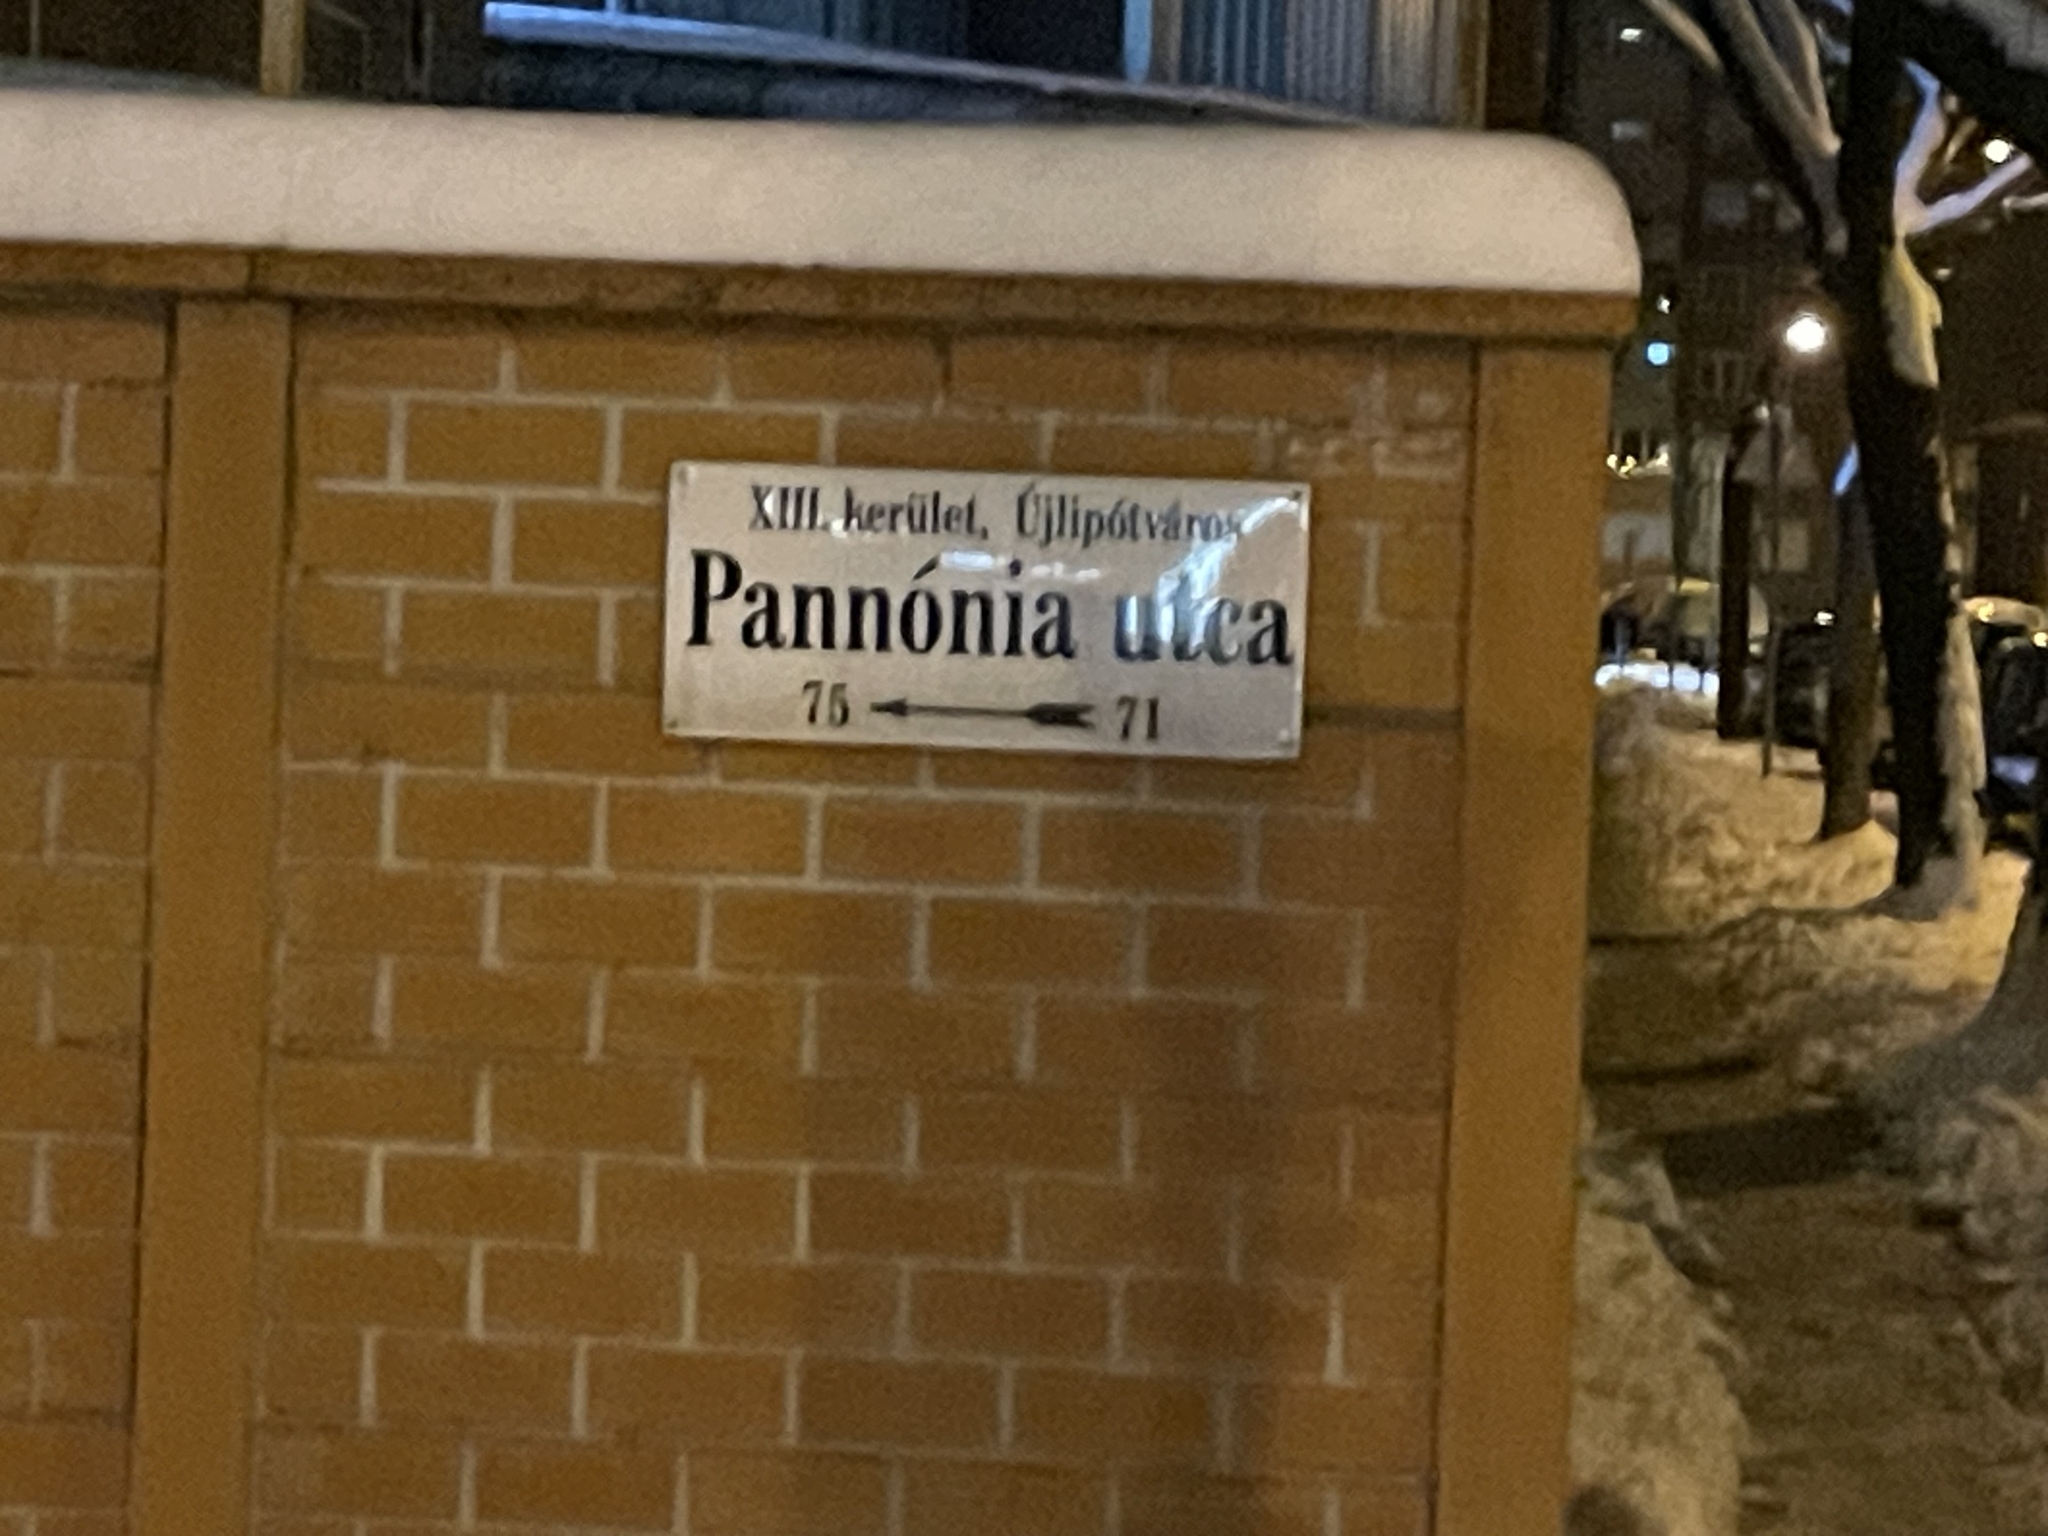 XIII. kerület, Újlipótváros
Pannónia utca
75 71